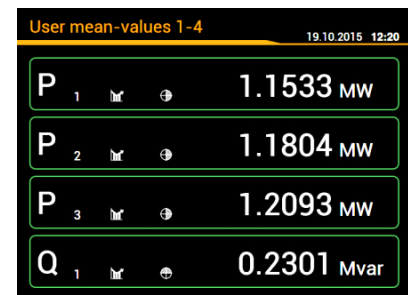 User mean-values 1-4
19.10.2015 12:20
P 1 1.1533 MW
P 2 1.1804 MW
P 3 1.2093 MW
Q 1 0.2301 Mvar